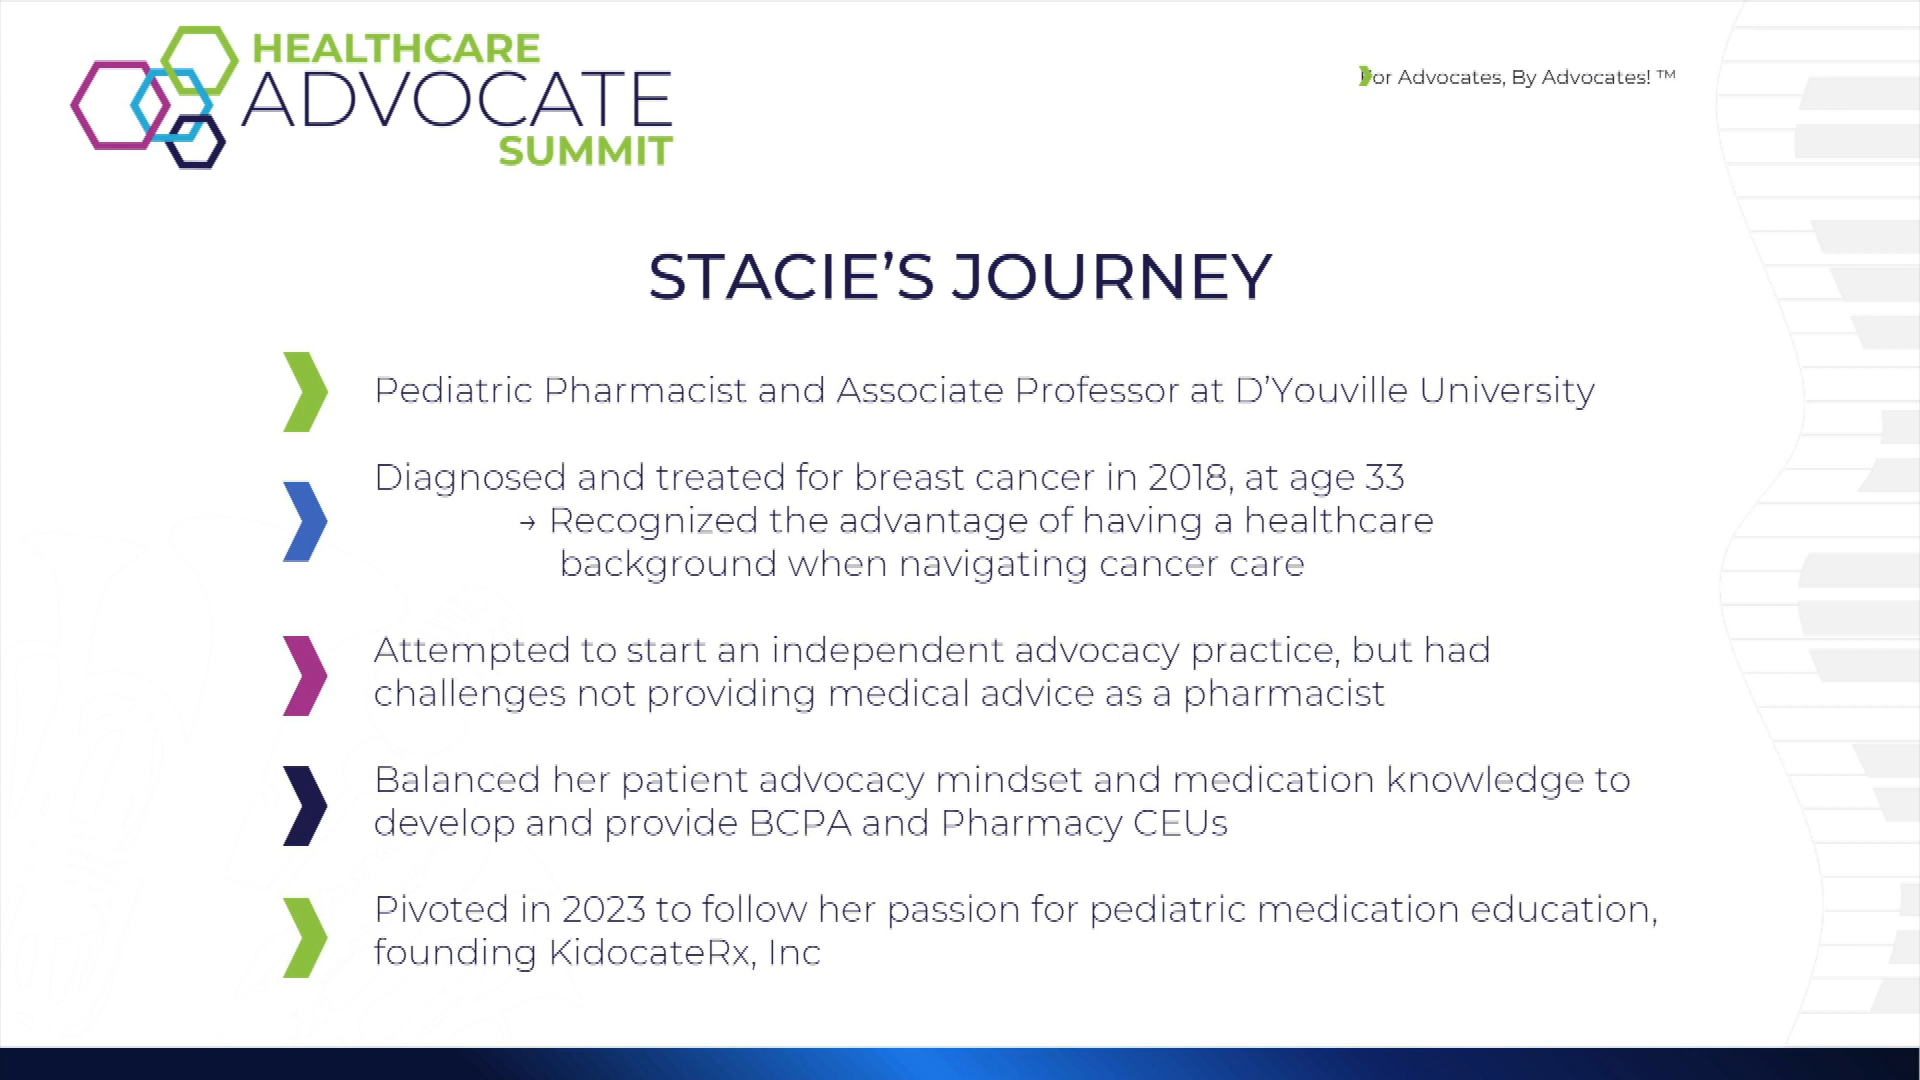 HEALTHCARE
ADVOCATE
SUMMIT
For Advocates, By Advocates! ™
STACIE’S JOURNEY
Pediatric Pharmacist and Associate Professor at D’Youville University
Diagnosed and treated for breast cancer in 2018, at age 33
→ Recognized the advantage of having a healthcare
background when navigating cancer care
Attempted to start an independent advocacy practice, but had
challenges not providing medical advice as a pharmacist
Balanced her patient advocacy mindset and medication knowledge to
develop and provide BCPA and Pharmacy CEUs
Pivoted in 2023 to follow her passion for pediatric medication education,
founding KidocateRx, Inc